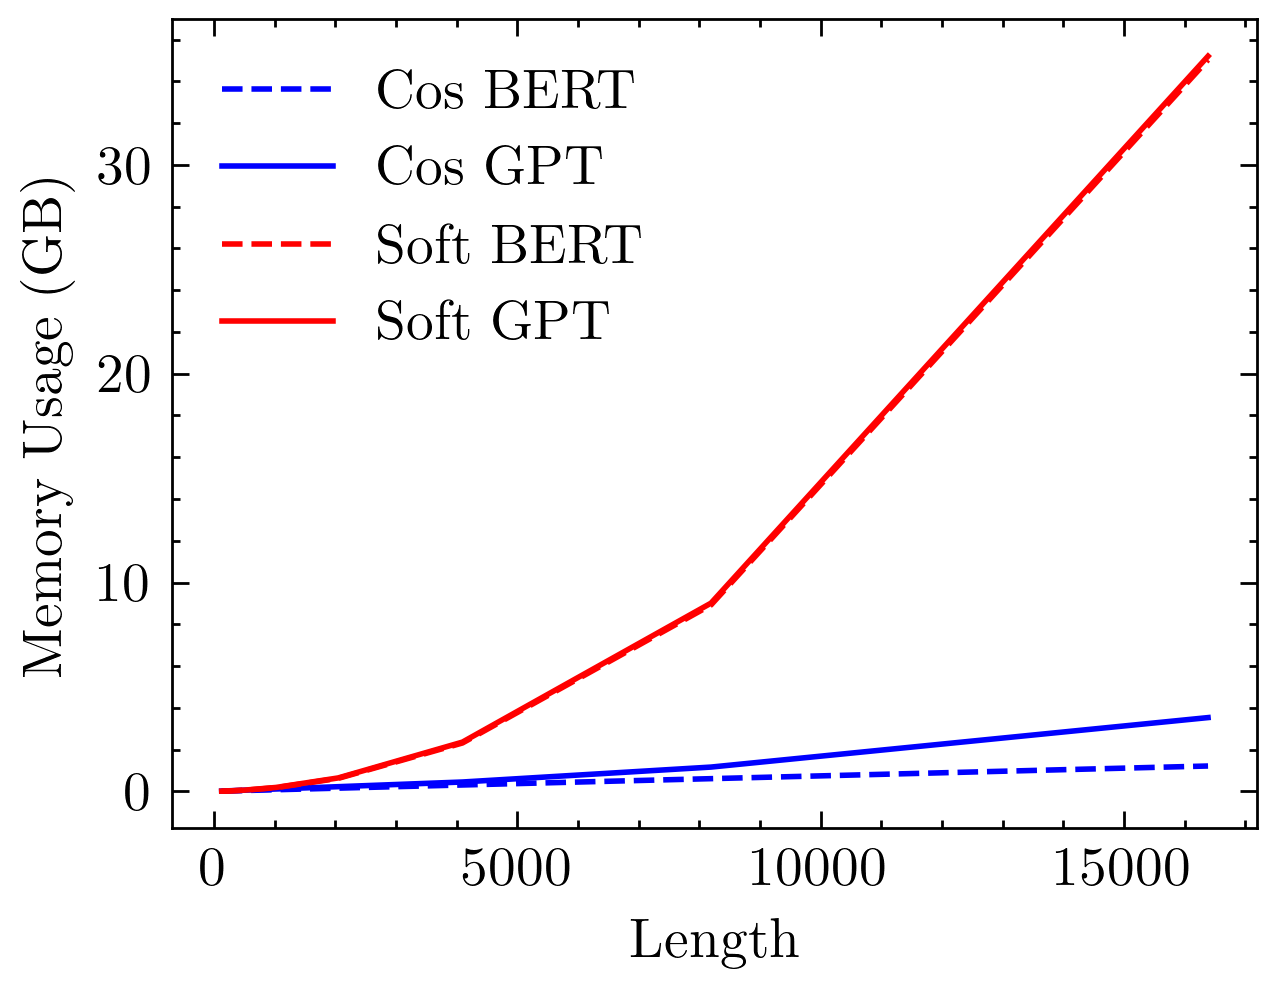 Cos BERT
Cos GPT
Soft BERT
Soft GPT
Memory Usage (GB)
30
20
10
0
0 5000 10000 15000
Length